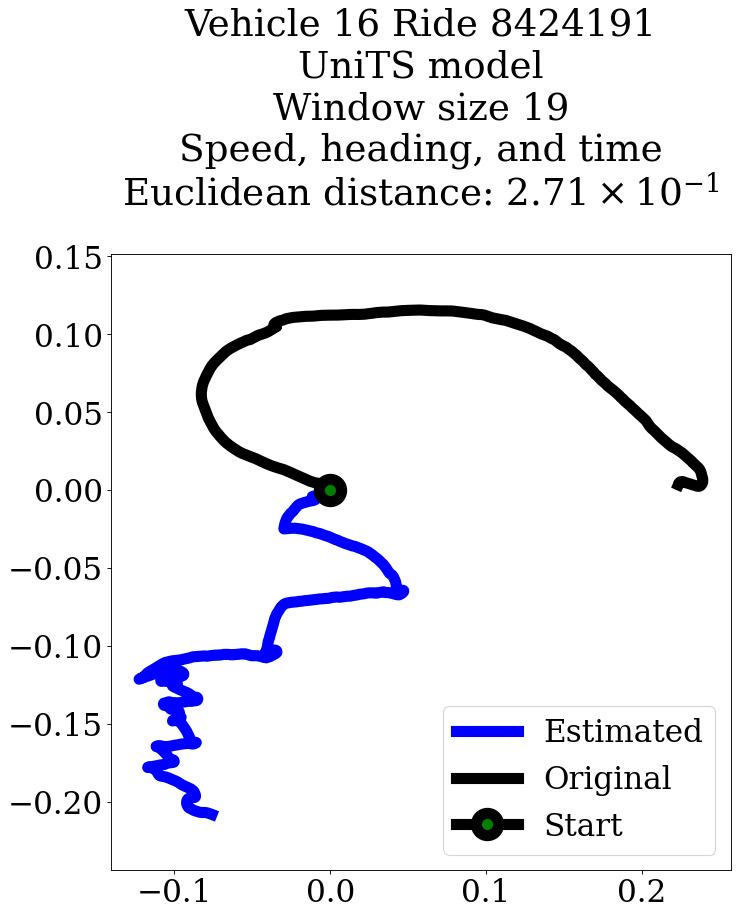 Vehicle 16 Ride 8424191
UniTS model
Window size 19
Speed, heading, and time
Euclidean distance: 2.71 × 10⁻¹
0.15
0.10
0.05
0.00
−0.05
−0.10
−0.15
−0.20
Estimated
Original
Start
−0.1
0.0
0.1
0.2